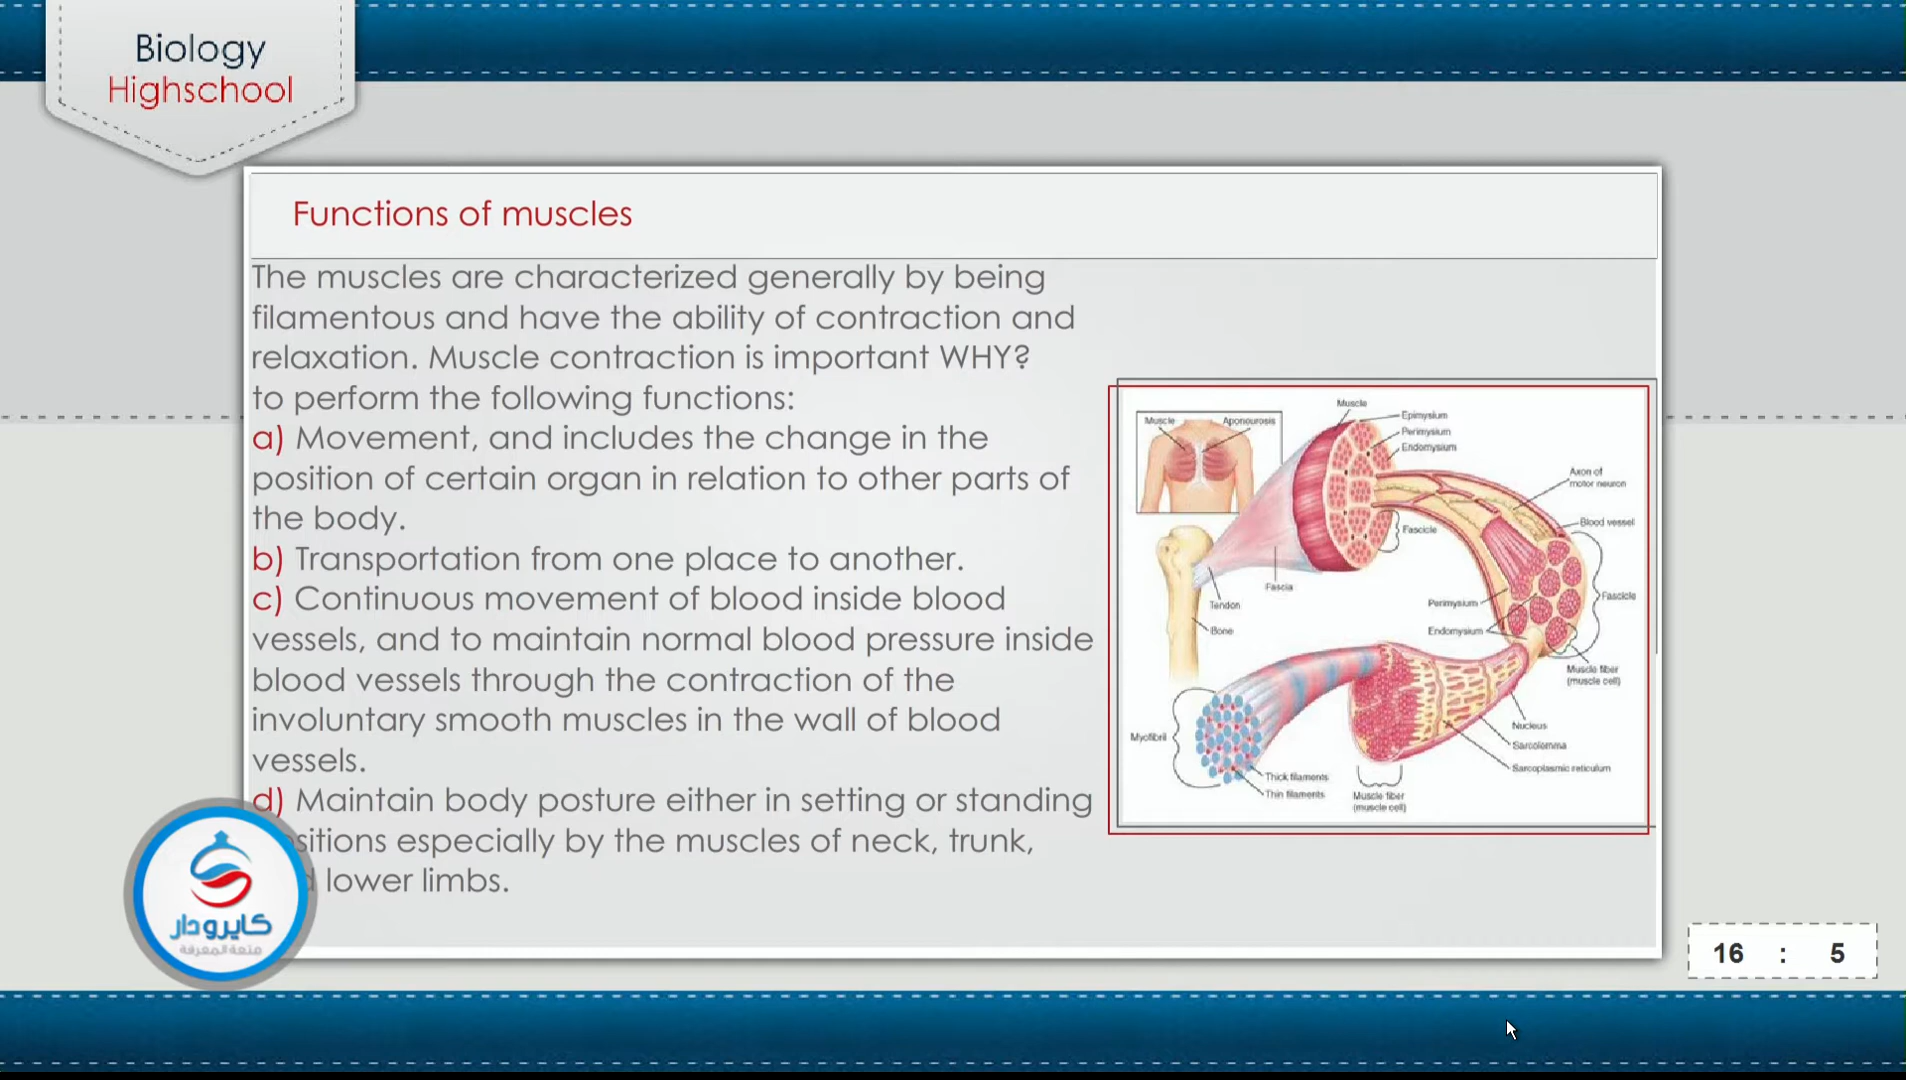 Biology
Highschool
Functions of muscles
The muscles are characterized generally by being
filamentous and have the ability of contraction and
relaxation. Muscle contraction is important WHY?
to perform the following functions:
a) Movement, and includes the change in the
position of certain organ in relation to other parts of
the body.
b) Transportation from one place to another.
c) Continuous movement of blood inside blood
vessels, and to maintain normal blood pressure inside
blood vessels through the contraction of the
involuntary smooth muscles in the wall of blood
vessels.
d) Maintain body posture either in setting or standing
sitions especially by the muscles of neck, trunk,
lower limbs.
Muscle
Aponeurosis
Muscle
Epimysium
Perimysium
Endomysium
Axon of
motor neuron
Blood vessel
Fascicle
Fascia
Tendon
Bone
Perimysium
Endomysium
Fascicle
Muscle fiber
(muscle cell)
Nucleus
Sarcolemma
Sarcoplasmic reticulum
Myofibril
Thick filaments
Thin filaments
Muscle fiber
(muscle cell)
كايرودار
متعة المعرفة
16 : 5